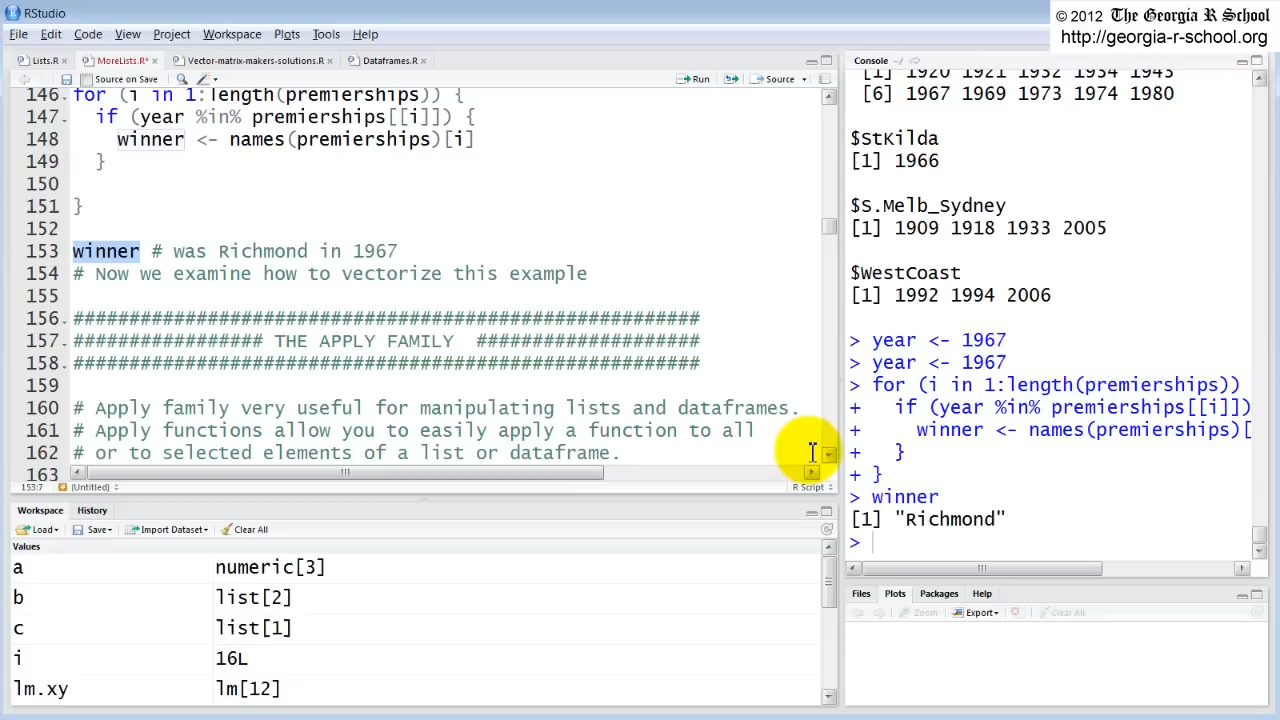 RStudio
© 2012 The Georgia R School
http://georgia-r-school.org
File Edit Code View Project Workspace Plots Tools Help
Lists.R
MoreLists.R*
Vector-matrix-makers-solutions.R
Dataframes.R
Source on Save
Run
Source
146 for (i in 1:length(premierships)) {
147 if (year %in% premierships[[i]]) {
148 winner <- names(premierships)[i]
149 }
150
151 }
152
153 winner # was Richmond in 1967
154 # Now we examine how to vectorize this example
155
156 ########################################################
157 ################# THE APPLY FAMILY ####################
158 ########################################################
159
160 # Apply family very useful for manipulating lists and dataframes.
161 # Apply functions allow you to easily apply a function to all
162 # or to selected elements of a list or dataframe.
163
153:7 (Untitled) R Script
Workspace History
Load Save Import Dataset Clear All
Values
a numeric[3]
b list[2]
c list[1]
i 16L
lm.xy lm[12]
Console ~/
[1] 1920 1921 1932 1934 1943
[6] 1967 1969 1973 1974 1980
$StKilda
[1] 1966
$S.Melb_Sydney
[1] 1909 1918 1933 2005
$WestCoast
[1] 1992 1994 2006
> year <- 1967
> year <- 1967
> for (i in 1:length(premierships))
+ if (year %in% premierships[[i]])
+ winner <- names(premierships)[
+ }
+ }
> winner
[1] "Richmond"
>
Files Plots Packages Help
Zoom Export Clear All